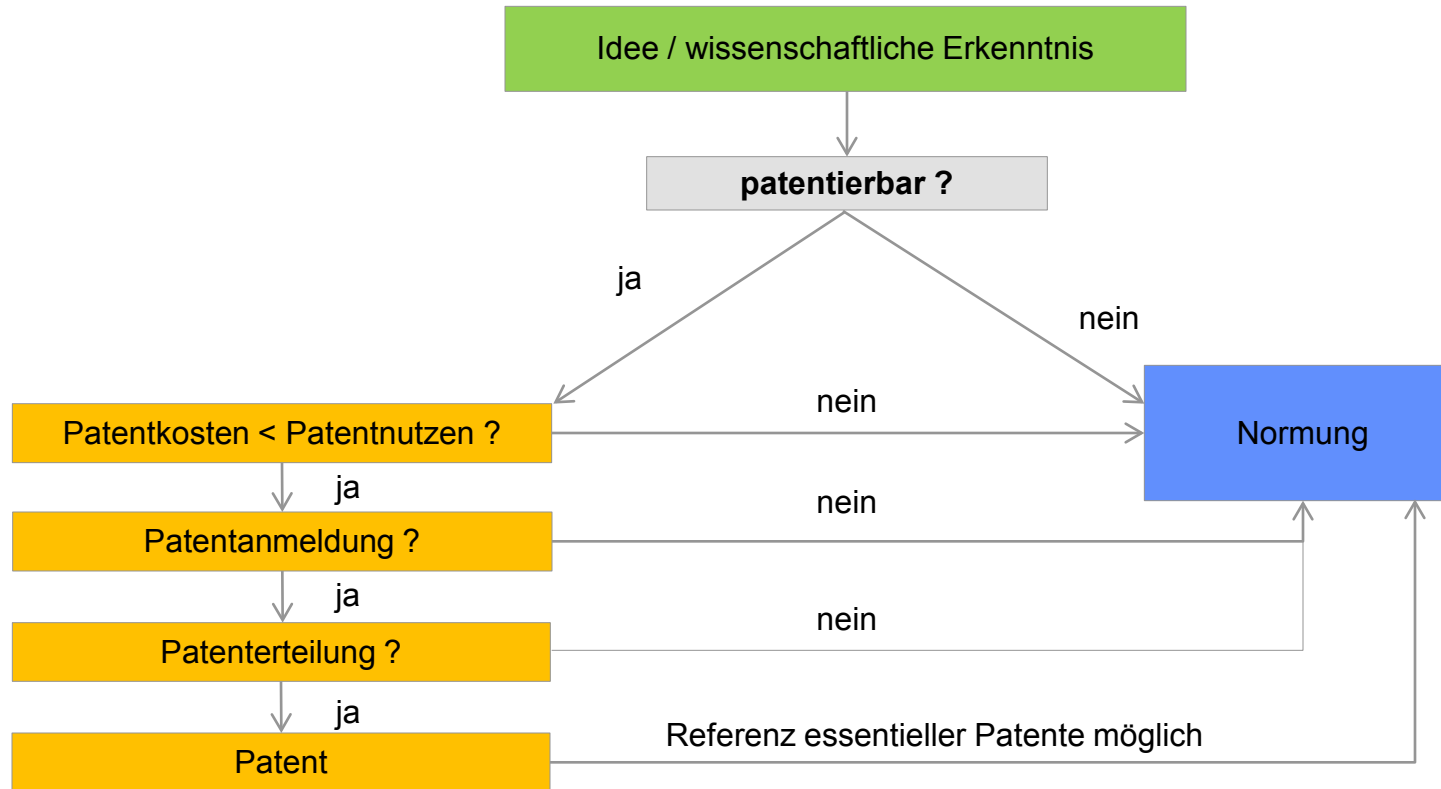 Idee / wissenschaftliche Erkenntnis
patentierbar ?
ja
nein
Patentkosten < Patentnutzen ?
nein
Normung
ja
Patentanmeldung ?
nein
ja
Patenterteilung ?
nein
ja
Patent
Referenz essentieller Patente möglich